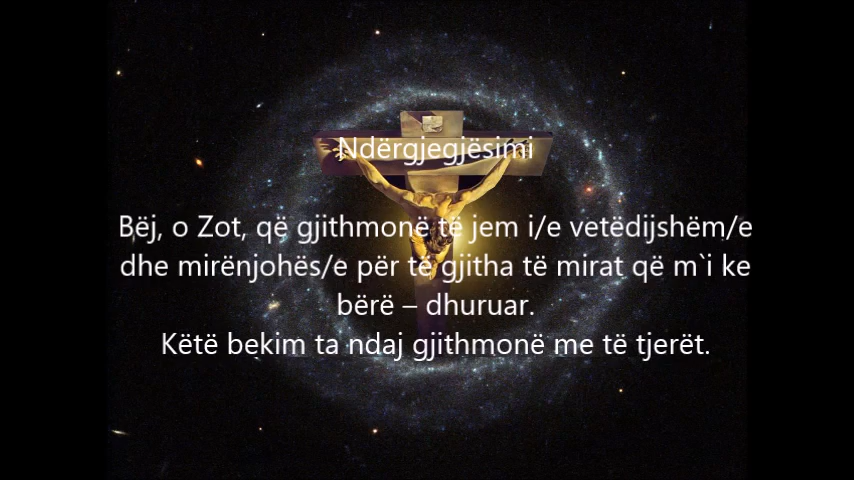 Ndërgjegjësimi
Bëj, o Zot, që gjithmonë të jem i/e vetëdijshëm/e
dhe mirënjohës/e për të gjitha të mirat që m`i ke
bërë – dhuruar.
Këtë bekim ta ndaj gjithmonë me të tjerët.